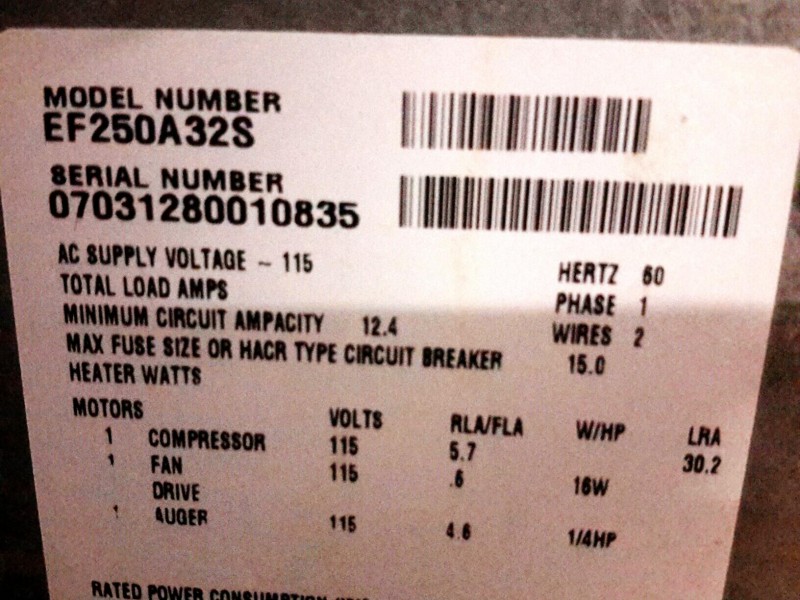 MODEL NUMBER
EF250A32S
SERIAL NUMBER
07031280010835
AC SUPPLY VOLTAGE ~ 115 HERTZ 60
TOTAL LOAD AMPS PHASE 1
MINIMUM CIRCUIT AMPACITY 12.4 WIRES 2
MAX FUSE SIZE OR HACR TYPE CIRCUIT BREAKER 15.0
HEATER WATTS
MOTORS VOLTS RLA/FLA W/HP LRA
1 COMPRESSOR 115 5.7 30.2
1 FAN 115 .6 16W
DRIVE
1 AUGER 115 4.6 1/4HP
RATED POWER CONSUMPTION